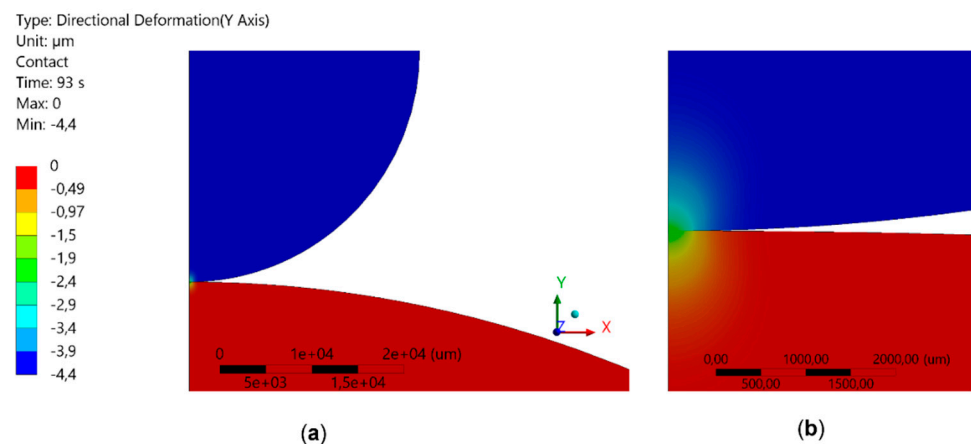 Type: Directional Deformation(Y Axis)
Unit: µm
Contact
Time: 93 s
Max: 0
Min: -4,4
0
-0,49
-0,97
-1,5
-2,4
-2,9
-3,4
-3,9
-4,4
Y
Z
X
0 1e+04 2e+04 (um)
5e+03 1,5e+04
0,00 1000,00 2000,00 (um)
500,00 1500,00
(a)
(b)